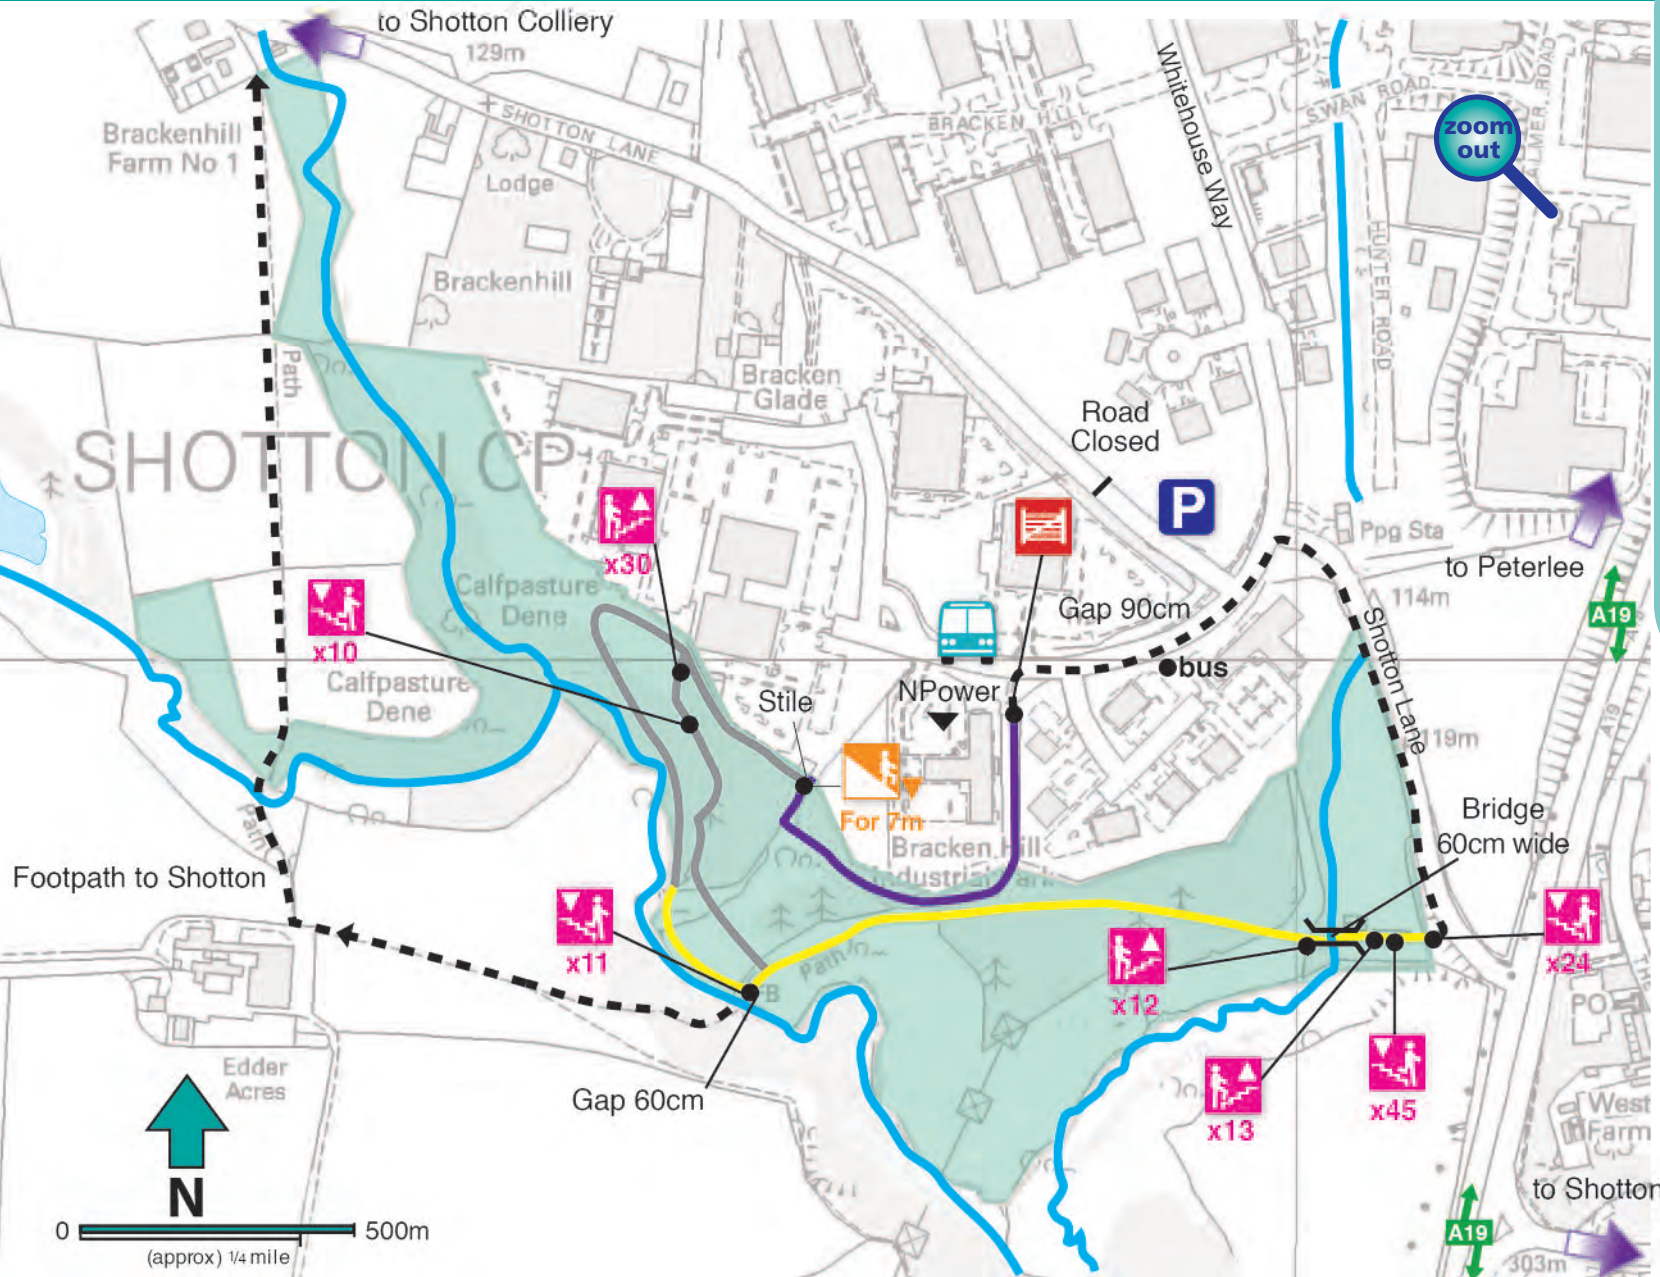 to Shotton Colliery
129m
SHOTTON LANE
Brackenhill
Farm No 1
Lodge
BRACKEN HILL
Whitehouse Way
SWAN ROAD
zoom
out
HUNTER ROAD
Brackenhill
Path
Bracken
Glade
Road
Closed
P
SHOTTON CP
Ppg Sta
to Peterlee
114m
A19
x30
Calfpasture
Dene
Gap 90cm
x10
bus
Shotton Lane
Calfpasture
Dene
Stile
NPower
A19
119m
For 7m
Bracken Hill
Industrial Park
Bridge
60cm wide
Path
Footpath to Shotton
x11
Path
x12
x24
FB
PO
Edder
Acres
Gap 60cm
x13
x45
West
Farm
N
to Shotton
0
500m
(approx) 1/4 mile
A19
303m